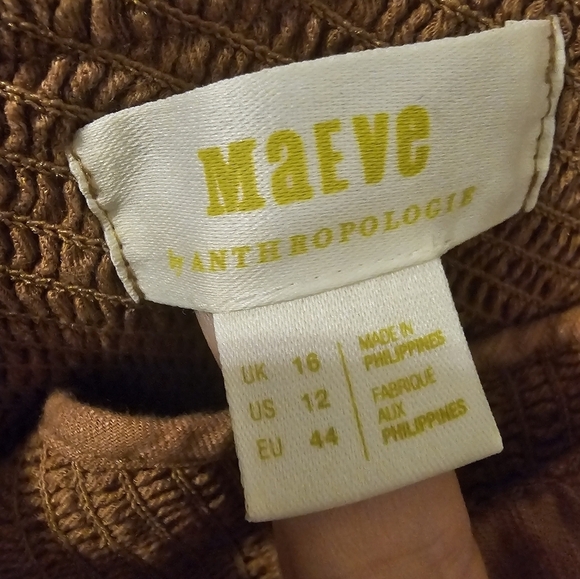 MaEVe
by ANTHROPOLOGIE
UK 16
US 12
EU 44
MADE IN
PHILIPPINES
FABRIQUÉ
AUX
PHILIPPINES